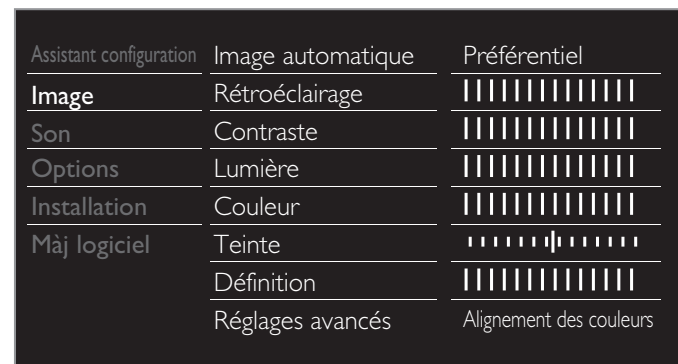 Assistant configuration Image automatique Préférentiel
Image Rétroéclairage
Son Contraste
Options Lumière
Installation Couleur
Màj logiciel Teinte
Définition
Réglages avancés Alignement des couleurs